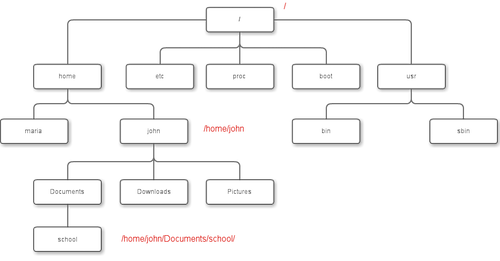 /
/
home
etc
proc
boot
usr
maria
john
/home/john
bin
sbin
Documents
Downloads
Pictures
school
/home/john/Documents/school/